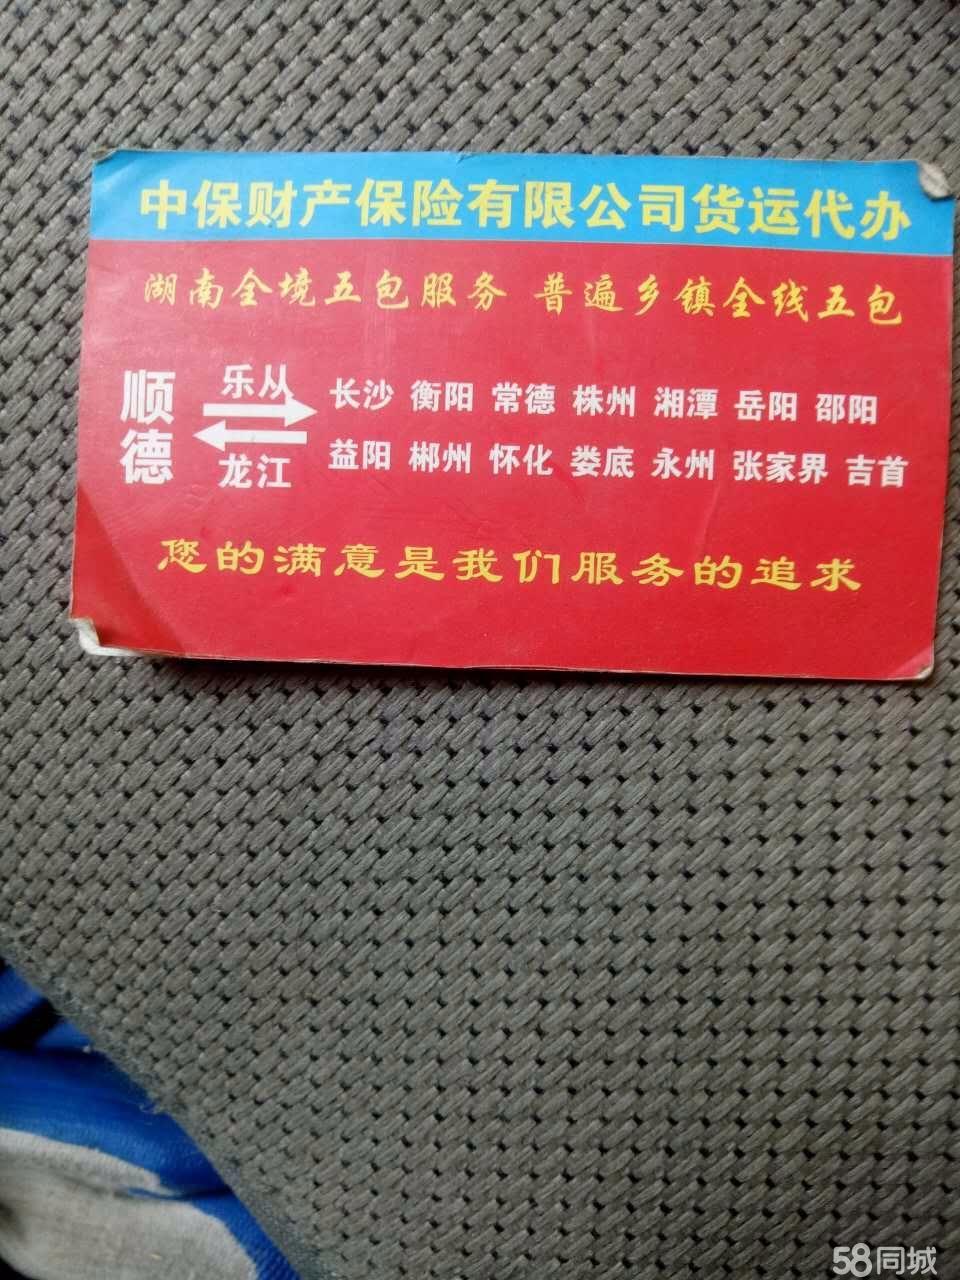 中保财产保险有限公司货运代办
湖南全境五包服务 普遍乡镇全线五包
顺德
乐从
龙江
长沙 衡阳 常德 株州 湘潭 岳阳 邵阳
益阳 郴州 怀化 娄底 永州 张家界 吉首
您的满意是我们服务的追求
58同城